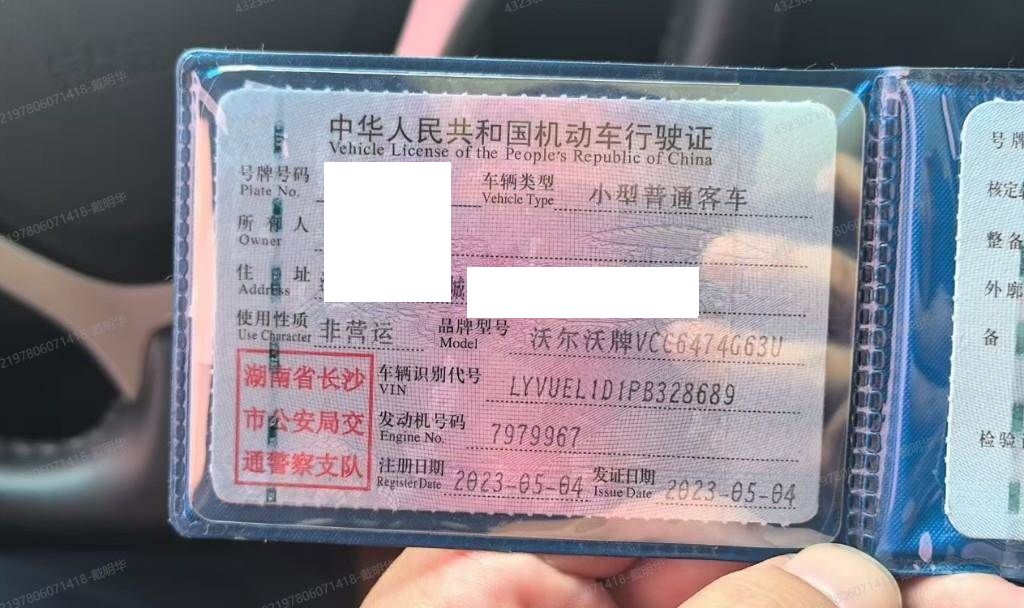 中华人民共和国机动车行驶证
Vehicle License of the People's Republic of China
号牌号码
Plate No.
车辆类型 小型普通客车
Vehicle Type
所有人
Owner
住址
Address
城
使用性质 非营运
Use Character
品牌型号 沃尔沃牌VCC6474G63U
Model
湖南省长沙
市公安局交
通警察支队
车辆识别代号 LYVUEL1D1PB328689
VIN
发动机号码 7979967
Engine No.
注册日期 2023-05-04
Register Date
发证日期 2023-05-04
Issue Date
号牌
核定
整备
外廓
备
检验